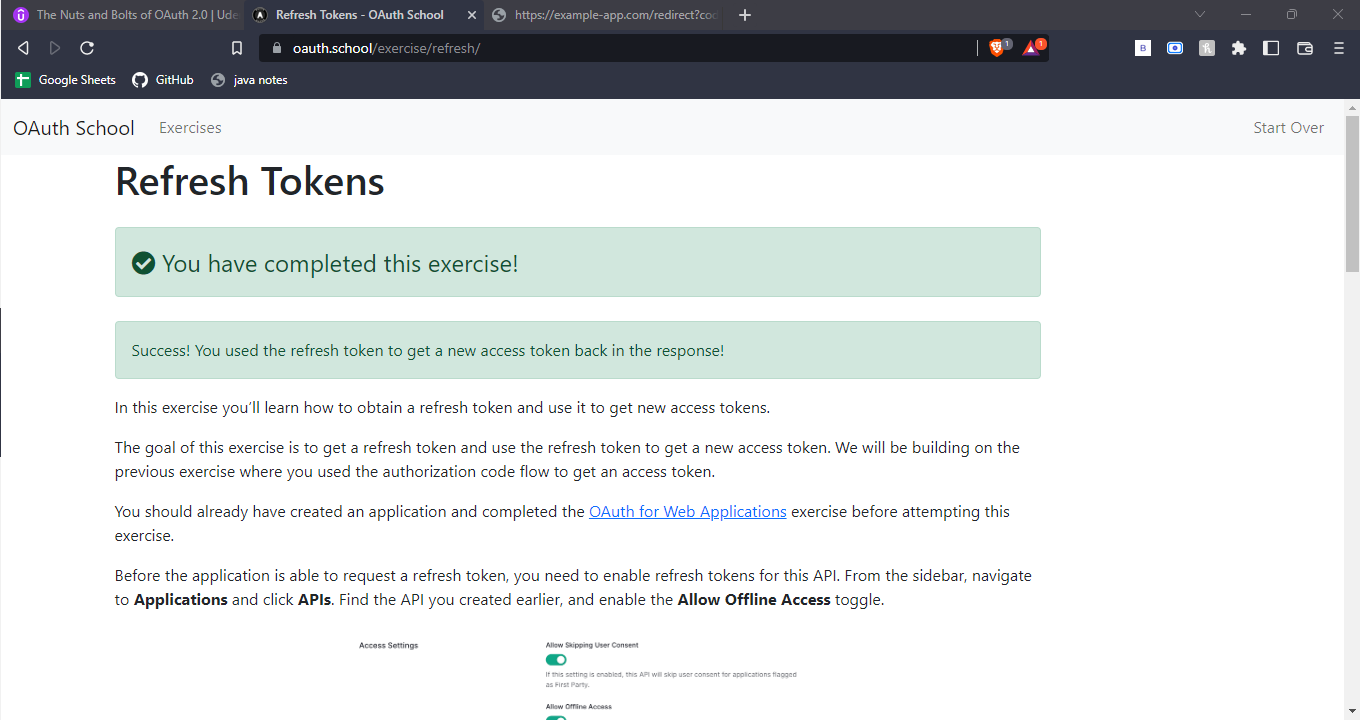 The Nuts and Bolts of OAuth 2.0 | Ude
Refresh Tokens - OAuth School
https://example-app.com/redirect?cod
oauth.school/exercise/refresh/
1
1
B
Google Sheets
GitHub
java notes
OAuth School
Exercises
Start Over
Refresh Tokens
You have completed this exercise!
Success! You used the refresh token to get a new access token back in the response!
In this exercise you’ll learn how to obtain a refresh token and use it to get new access tokens.
The goal of this exercise is to get a refresh token and use the refresh token to get a new access token. We will be building on the
previous exercise where you used the authorization code flow to get an access token.
You should already have created an application and completed the OAuth for Web Applications exercise before attempting this
exercise.
Before the application is able to request a refresh token, you need to enable refresh tokens for this API. From the sidebar, navigate
to Applications and click APIs. Find the API you created earlier, and enable the Allow Offline Access toggle.
Access Settings
Allow Skipping User Consent
If this setting is enabled, this API will skip user consent for applications flagged
as First Party.
Allow Offline Access